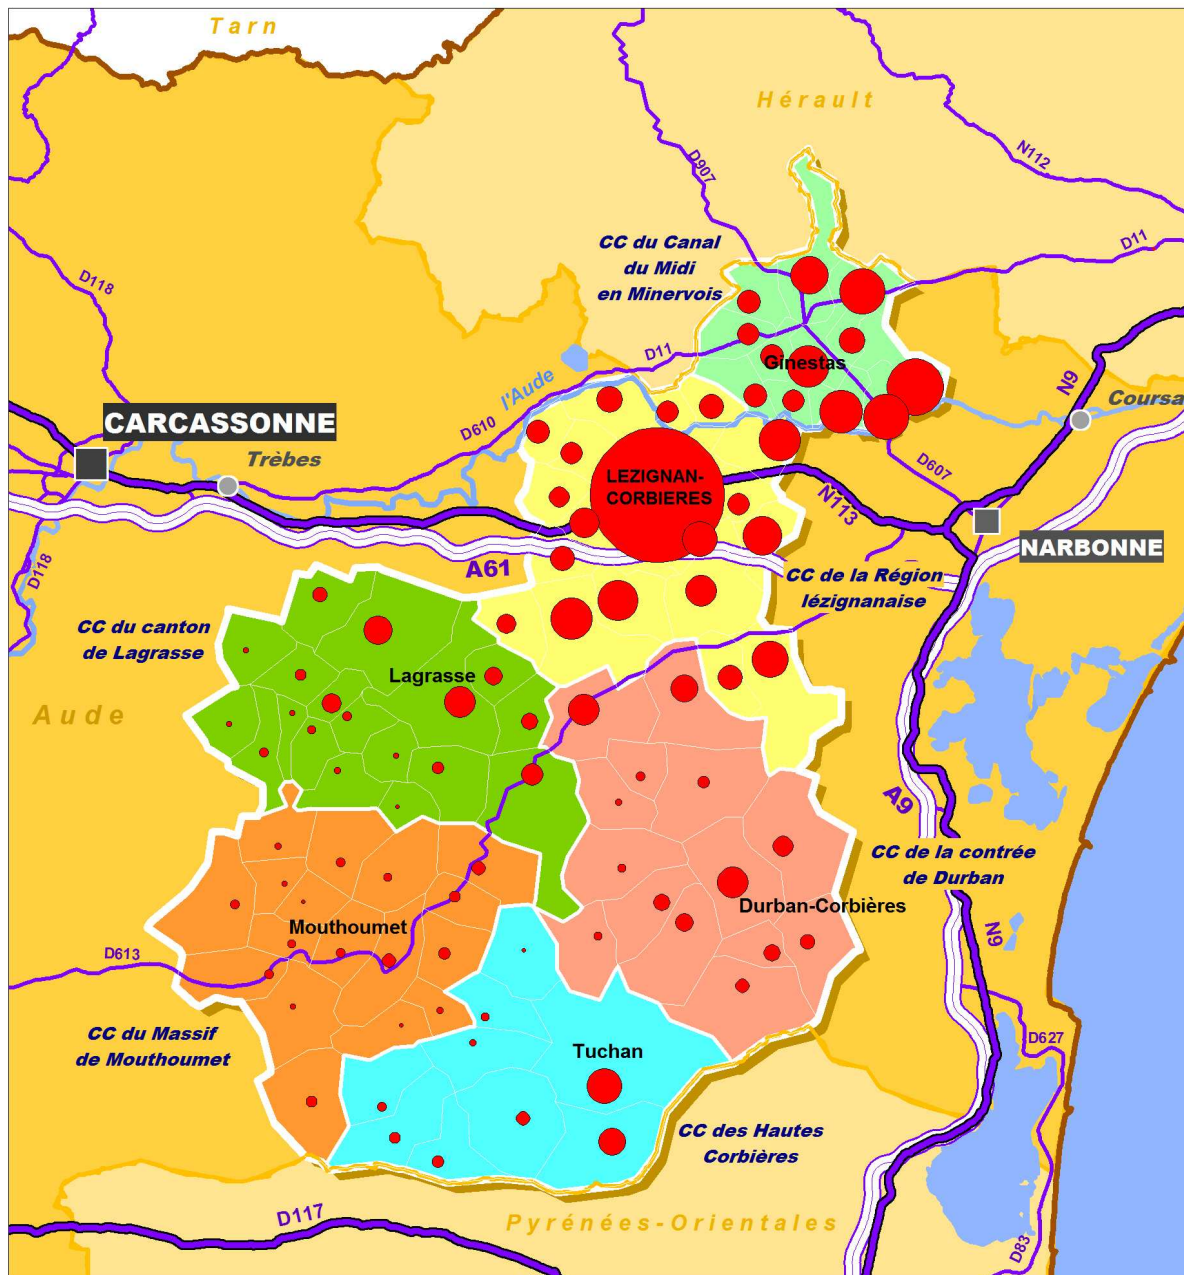 Tarn
Hérault
D907
N112
D11
CC du Canal
du Midi
en Minervois
D118
D11
Ginestas
l'Aude
N9
Coursa
CARCASSONNE
D610
Trèbes
LEZIGNAN-
CORBIERES
D607
N113
NARBONNE
D118
A61
CC de la Région
lézignanaise
CC du canton
de Lagrasse
Lagrasse
Aude
A9
CC de la contrée
de Durban
Durban-Corbières
Mouthoumet
N9
D613
CC du Massif
de Mouthoumet
Tuchan
D627
CC des Hautes
Corbières
D117
Pyrénées-Orientales
D83